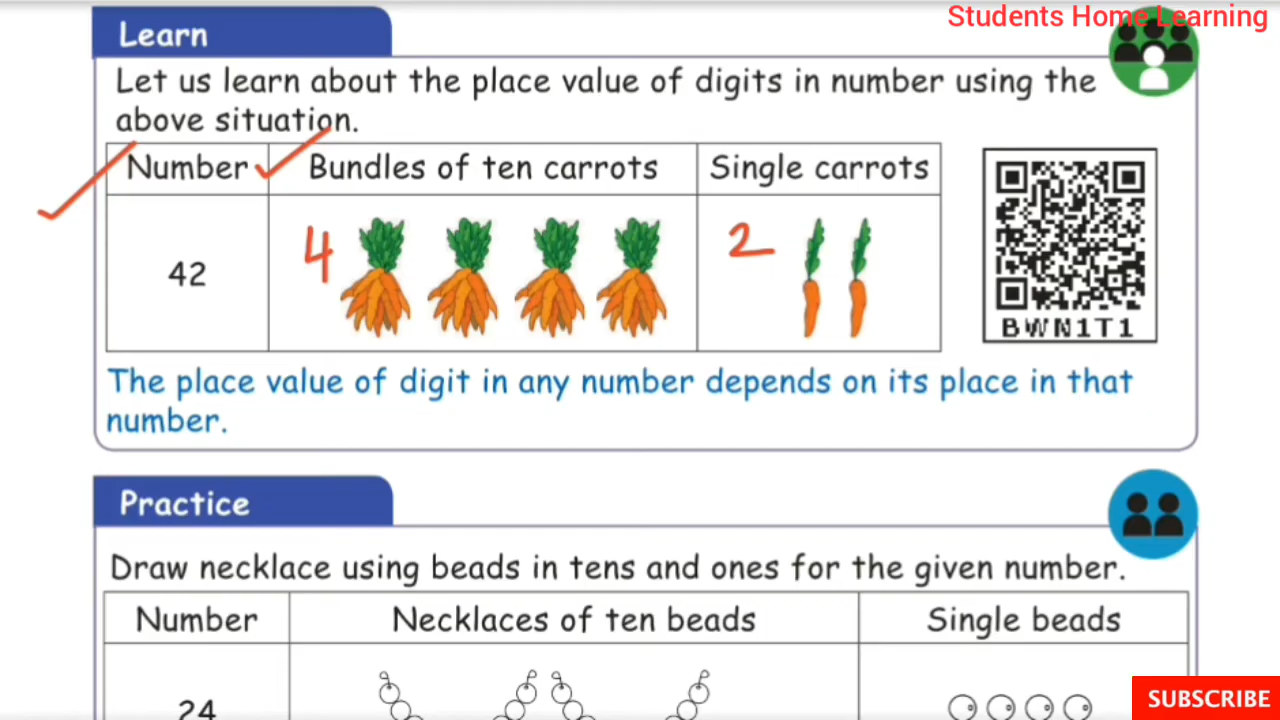 Students Home Learning
Learn
Let us learn about the place value of digits in number using the
above situation.
Number Bundles of ten carrots Single carrots
42 4 2
BWN1T1
The place value of digit in any number depends on its place in that
number.
Practice
Draw necklace using beads in tens and ones for the given number.
Number Necklaces of ten beads Single beads
24
SUBSCRIBE